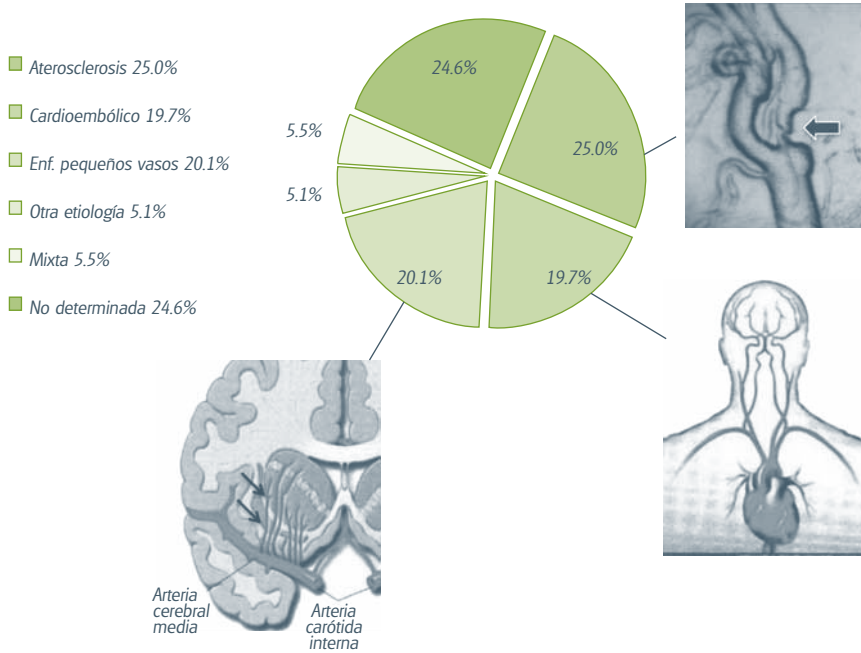 Aterosclerosis 25.0%
Cardioembólico 19.7%
Enf. pequeños vasos 20.1%
Otra etiología 5.1%
Mixta 5.5%
No determinada 24.6%
24.6%
25.0%
5.5%
5.1%
20.1%
19.7%
Arteria
cerebral
media
Arteria
carótida
interna